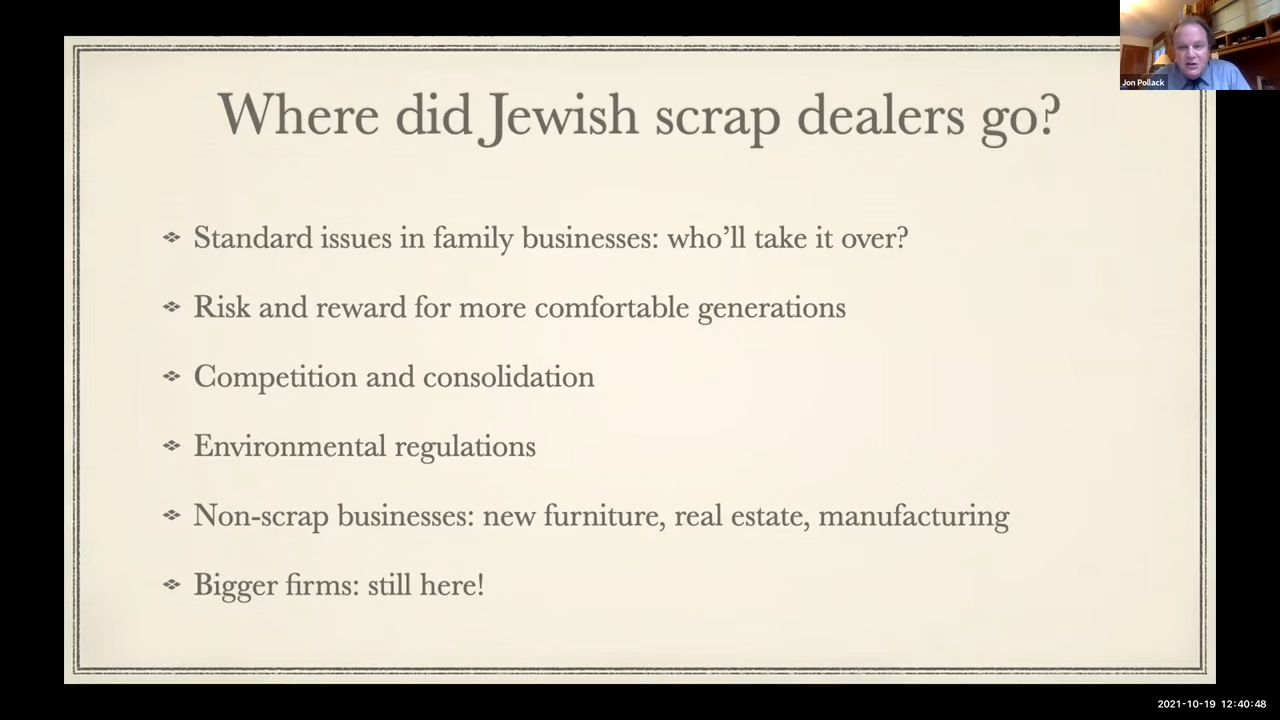 Jon Pollack
Where did Jewish scrap dealers go?
Standard issues in family businesses: who’ll take it over?
Risk and reward for more comfortable generations
Competition and consolidation
Environmental regulations
Non-scrap businesses: new furniture, real estate, manufacturing
Bigger firms: still here!
2021-10-19 12:40:48